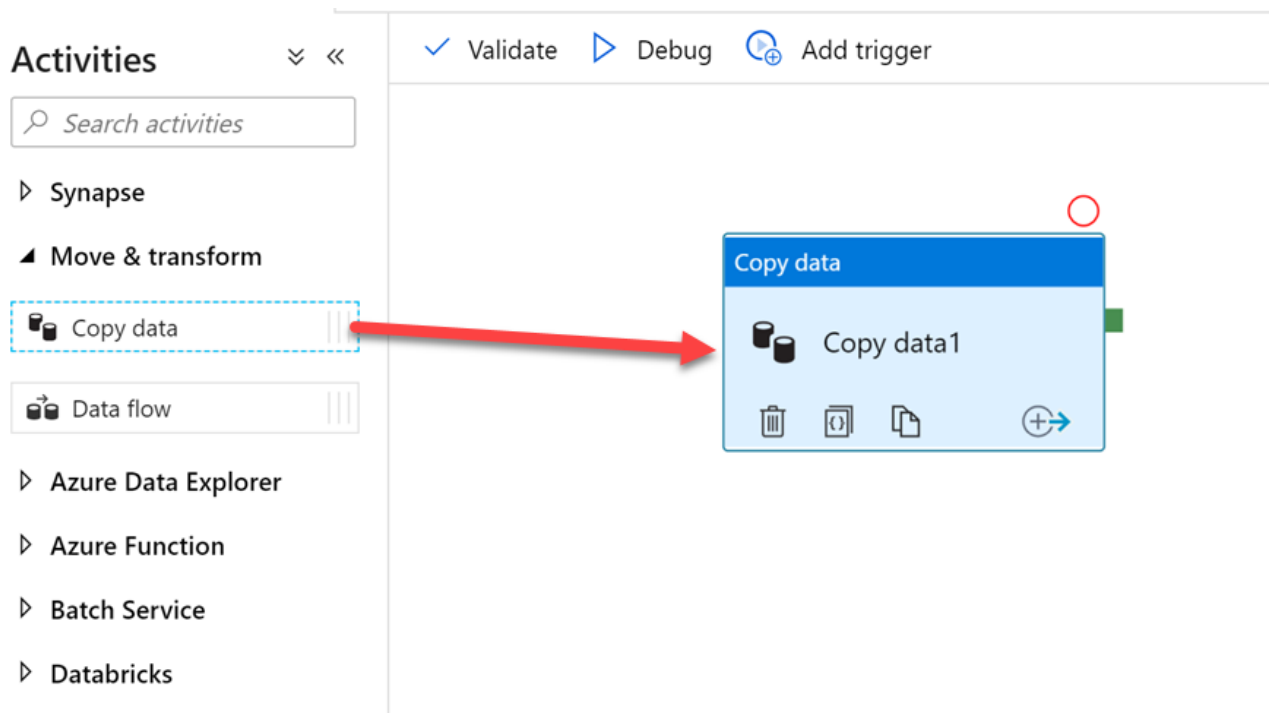 Activities
Search activities
Synapse
Move & transform
Copy data
Data flow
Azure Data Explorer
Azure Function
Batch Service
Databricks
Validate Debug Add trigger
Copy data
Copy data1